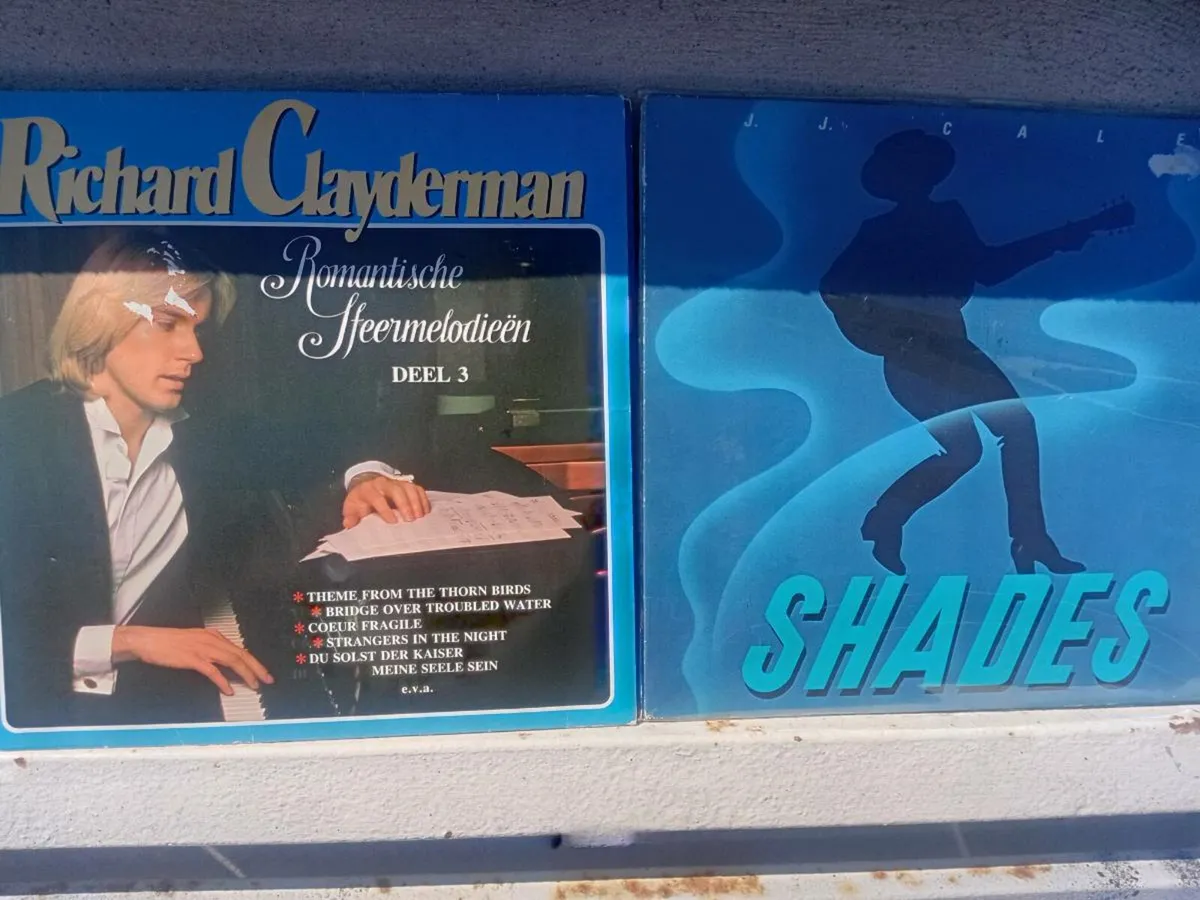 Richard Clayderman
Romantische
Sfeermelodieën
DEEL 3
* THEME FROM THE THORN BIRDS
* BRIDGE OVER TROUBLED WATER
* COEUR FRAGILE
* STRANGERS IN THE NIGHT
* DU SOLST DER KAISER
MEINE SEELE SEIN
e.v.a.
J. J. CALE
SHADES